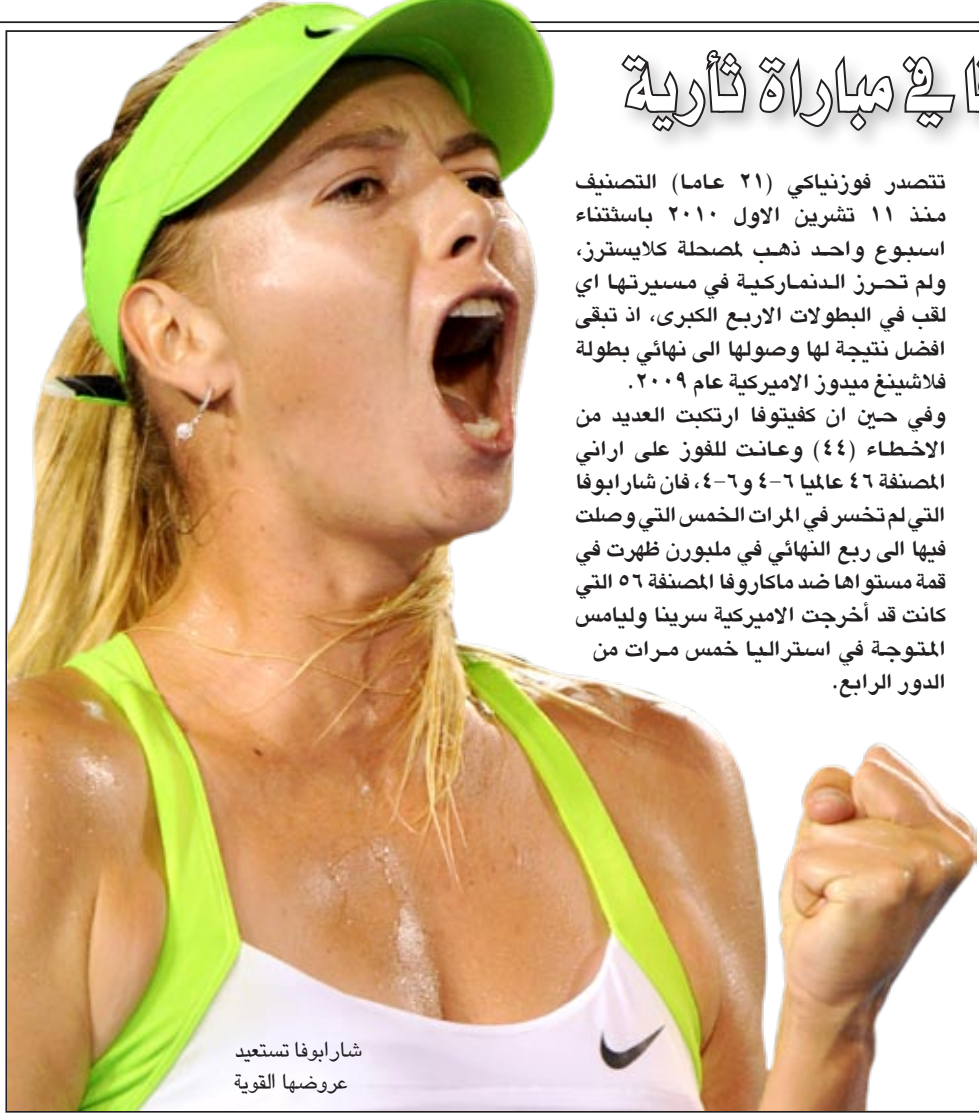 في مباراة ثأرية
تتصدر فوزنياكي (٢١ عاما) التصنيف
منذ ١١ تشرين الاول ٢٠١٠ باستثناء
اسبوع واحد ذهب لمصحلة كلايسترز،
ولم تحرز الدنماركية في مسيرتها اي
لقب في البطولات الاربع الكبرى، اذ تبقى
افضل نتيجة لها وصولها الى نهائي بطولة
فلاشينغ ميدوز الاميركية عام ٢٠٠٩.
وفي حين ان كفيتوفا ارتكبت العديد من
الاخطاء (٤٤) وعانت للفوز على اراني
المصنفة ٤٦ عالميا ٦-٤ و٦-٤، فان شارابوفا
التي لم تخسر في المرات الخمس التي وصلت
فيها الى ربع النهائي في ملبورن ظهرت في
قمة مستواها ضد ماكاروفا المصنفة ٥٦ التي
كانت قد أخرجت الاميركية سرينا وليامس
المتوجة في استراليا خمس مرات من
الدور الرابع.
شارابوفا تستعيد
عروضها القوية